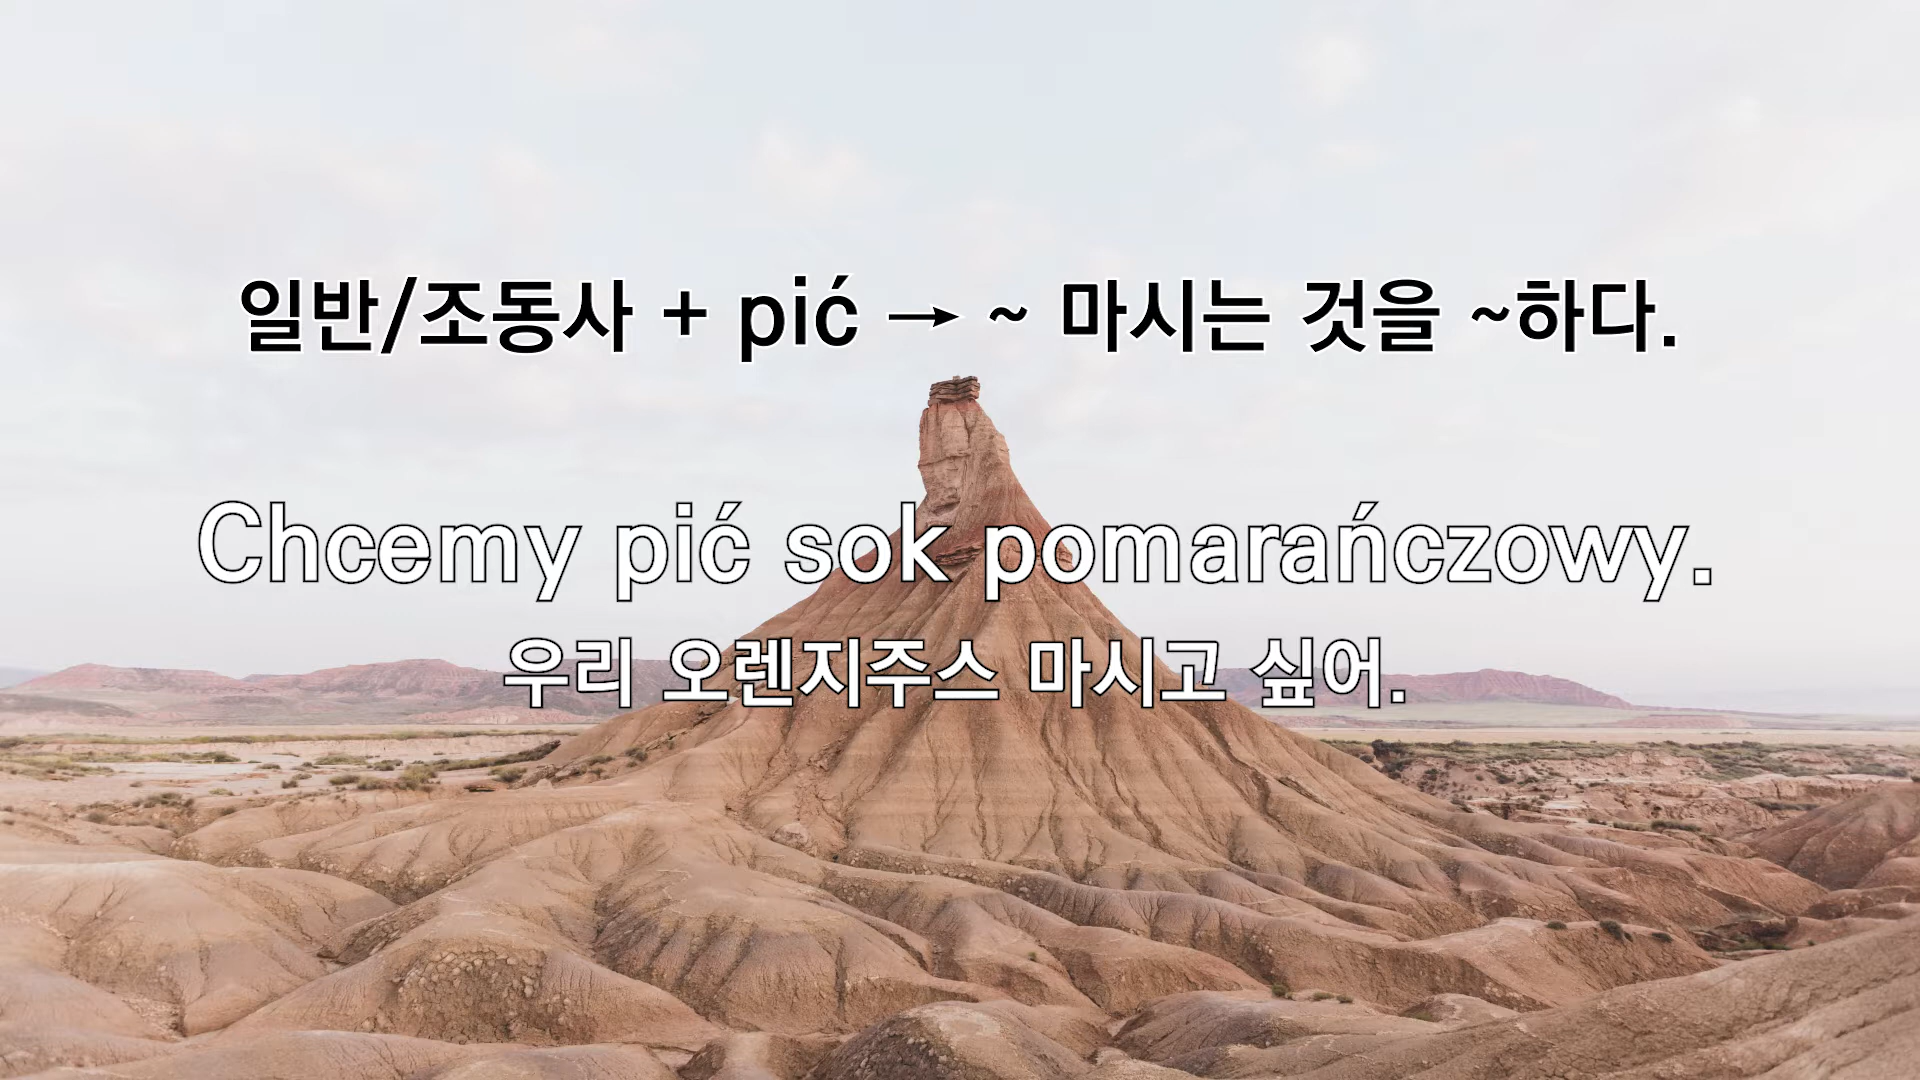 일반/조동사 + pić → ~ 마시는 것을 ~하다.
Chcemy pić sok pomarańczowy.
우리 오렌지주스 마시고 싶어.